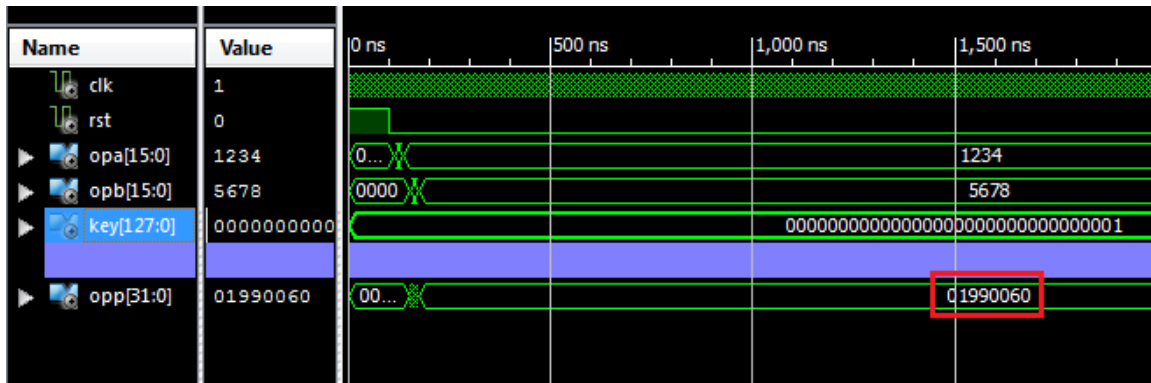 Name Value 0 ns 500 ns 1,000 ns 1,500 ns
clk 1
rst 0
opa[15:0] 1234 0... 1234
opb[15:0] 5678 0000 5678
key[127:0] 0000000000 00000000000000000000000000000001
opp[31:0] 01990060 00... 01990060